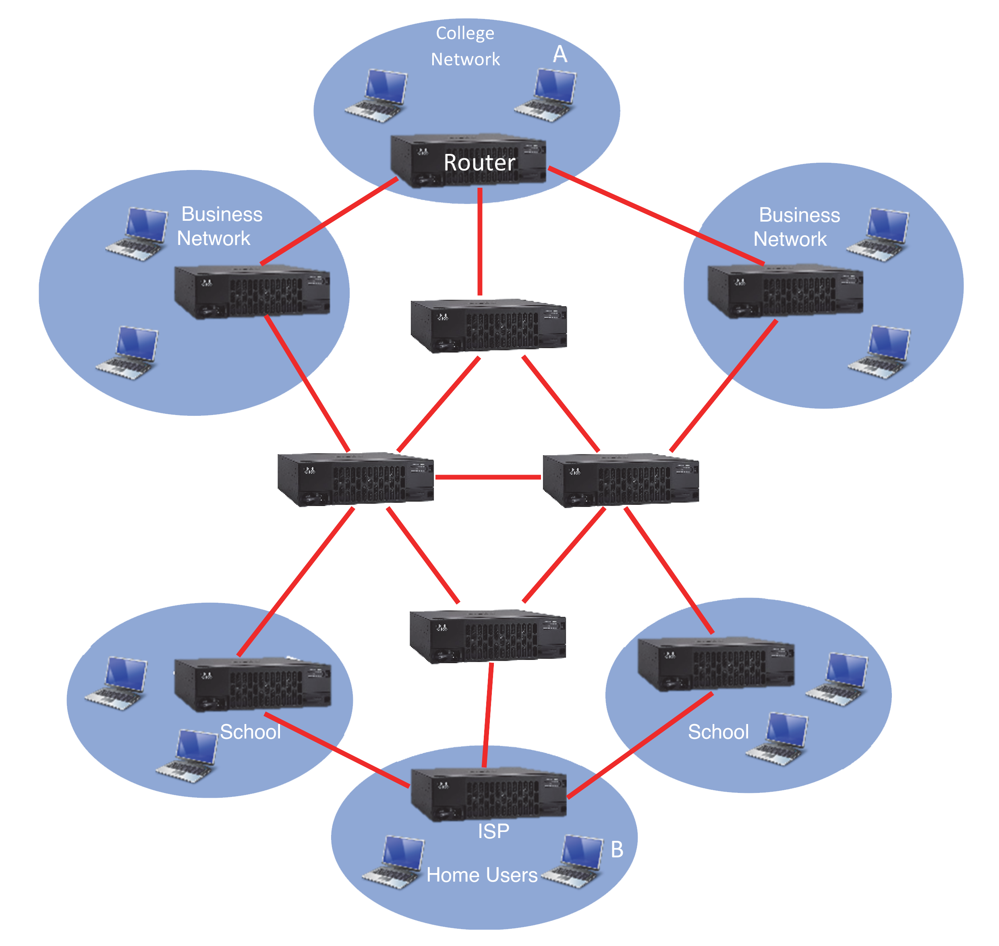 College
Network
A
Router
Business
Network
Business
Network
School
School
ISP
B
Home Users